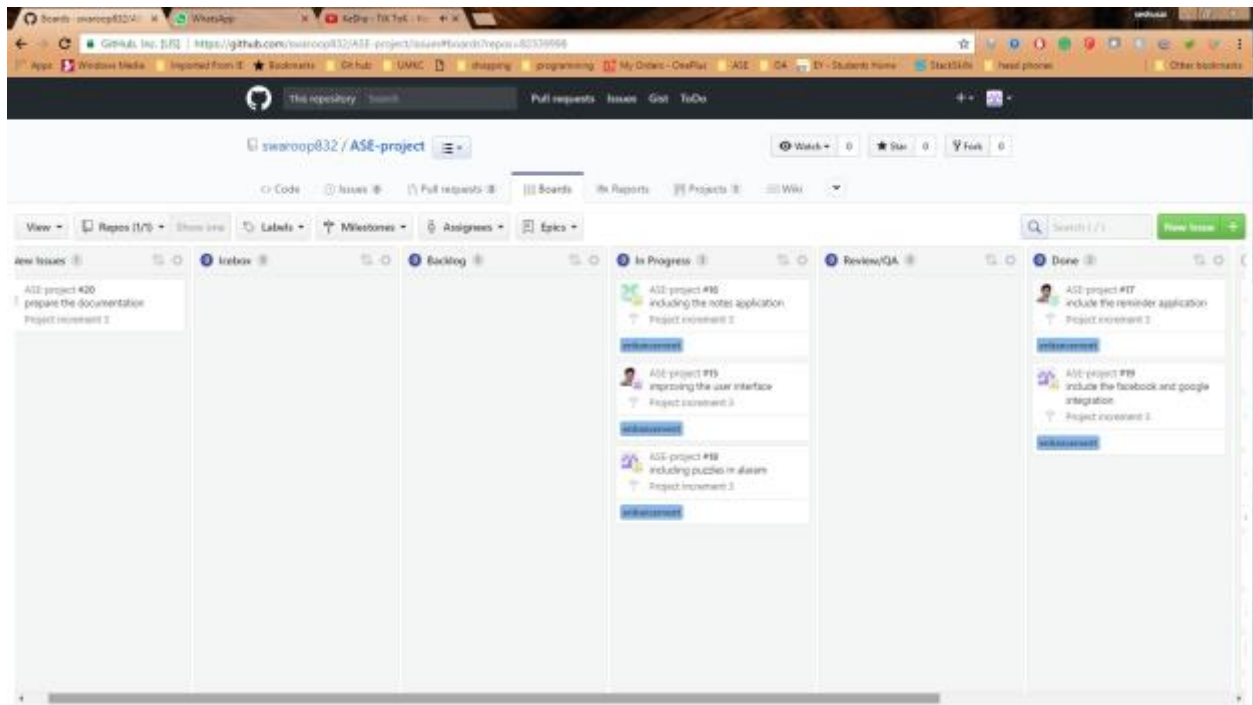 WhatsApp
GitHub, Inc. [US] | https://github.com/swaroop832/ASE-project/issues#boards?repos=82339998
Apps Windows Media Imported From IE Bookmarks Github UMKC shopping programming My Orders - OnePlus ASE EY - Students Home StackSkills head phones Other bookmarks
This repository Search Pull requests Issues Gist ToDo
swaroop832 / ASE-project
Watch 0 Star 0 Fork 0
Code Issues Pull requests Boards Reports Projects Wiki
View Repos (1/1) Show one Labels Milestones Assignees Epics New Issue
New Issues Icebox Backlog In Progress Review/QA Done
ASE-project #20
prepare the documentation
Project increment 3
ASE-project #16
including the notes application
Project increment 3
enhancement
ASE-project #15
improving the user interface
Project increment 3
enhancement
ASE-project #18
including puzzles in alaram
Project increment 3
enhancement
ASE-project #17
include the reminder application
Project increment 3
enhancement
ASE-project #19
include the facebook and google
integration
Project increment 3
enhancement